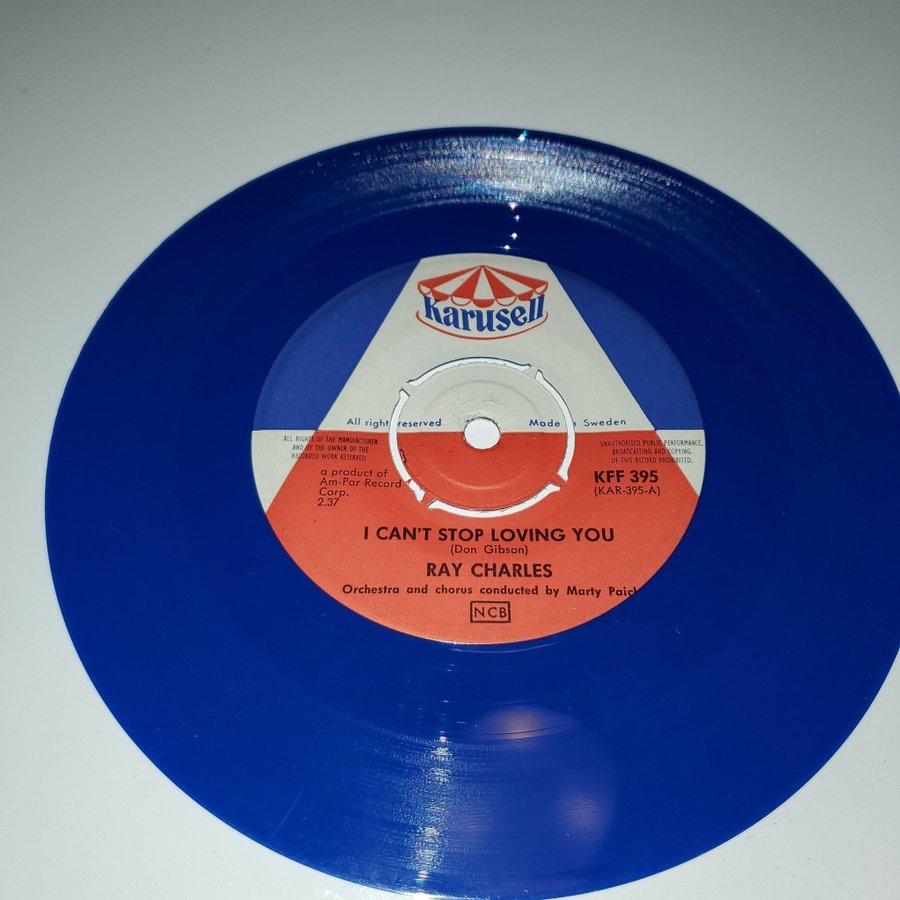 Karusell
All rights reserved Made in Sweden
ALL RIGHTS OF THE MANUFACTURER
AND OF THE OWNER OF THE
RECORDED WORK RESERVED.
UNAUTHORISED PUBLIC PERFORMANCE,
BROADCASTING AND COPYING
OF THIS RECORD PROHIBITED.
a product of
Am-Par Record
Corp.
2.37
KFF 395
(KAR-395-A)
I CAN'T STOP LOVING YOU
(Don Gibson)
RAY CHARLES
Orchestra and chorus conducted by Marty Paich
NCB